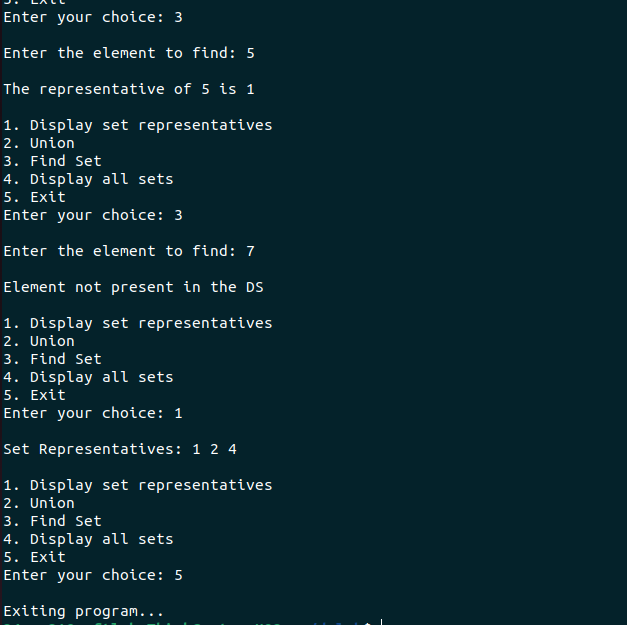 5. Exit
Enter your choice: 3
Enter the element to find: 5
The representative of 5 is 1
1. Display set representatives
2. Union
3. Find Set
4. Display all sets
5. Exit
Enter your choice: 3
Enter the element to find: 7
Element not present in the DS
1. Display set representatives
2. Union
3. Find Set
4. Display all sets
5. Exit
Enter your choice: 1
Set Representatives: 1 2 4
1. Display set representatives
2. Union
3. Find Set
4. Display all sets
5. Exit
Enter your choice: 5
Exiting program...